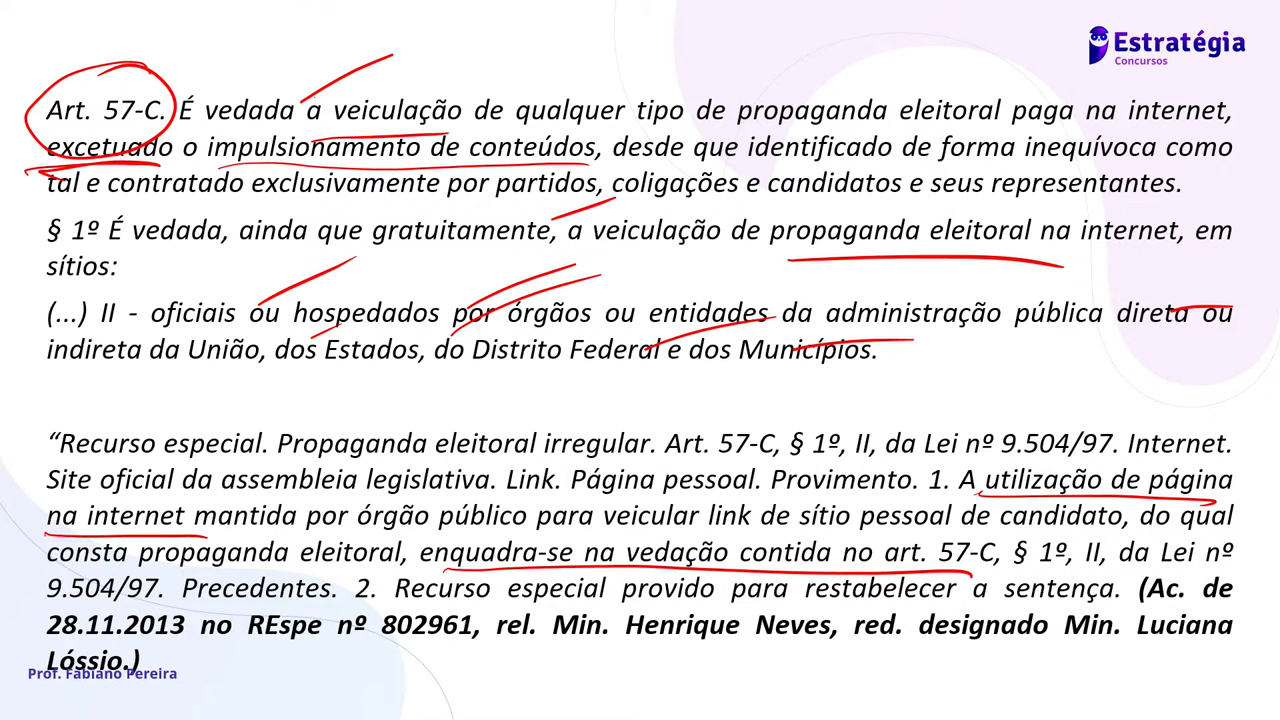 Estratégia
Concursos
Art. 57-C. É vedada a veiculação de qualquer tipo de propaganda eleitoral paga na internet,
excetuado o impulsionamento de conteúdos, desde que identificado de forma inequívoca como
tal e contratado exclusivamente por partidos, coligações e candidatos e seus representantes.
§ 1º É vedada, ainda que gratuitamente, a veiculação de propaganda eleitoral na internet, em
sítios:
(...) II - oficiais ou hospedados por órgãos ou entidades da administração pública direta ou
indireta da União, dos Estados, do Distrito Federal e dos Municípios.
“Recurso especial. Propaganda eleitoral irregular. Art. 57-C, § 1º, II, da Lei nº 9.504/97. Internet.
Site oficial da assembleia legislativa. Link. Página pessoal. Provimento. 1. A utilização de página
na internet mantida por órgão público para veicular link de sítio pessoal de candidato, do qual
consta propaganda eleitoral, enquadra-se na vedação contida no art. 57-C, § 1º, II, da Lei nº
9.504/97. Precedentes. 2. Recurso especial provido para restabelecer a sentença. (Ac. de
28.11.2013 no REspe nº 802961, rel. Min. Henrique Neves, red. designado Min. Luciana
Lóssio.)
Prof. Fabiano Pereira